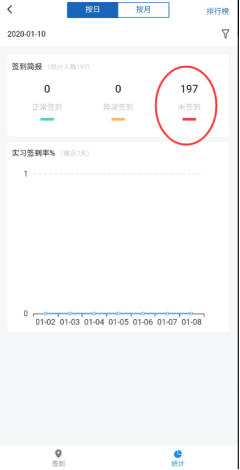 按日 按月 排行榜
2020-01-10
签到简报 (统计人数197)
0 0 197
正常签到 异常签到 未签到
实习签到率% (最近7天)
1
0
01-02 01-03 01-04 01-05 01-06 01-07 01-08
签到 统计